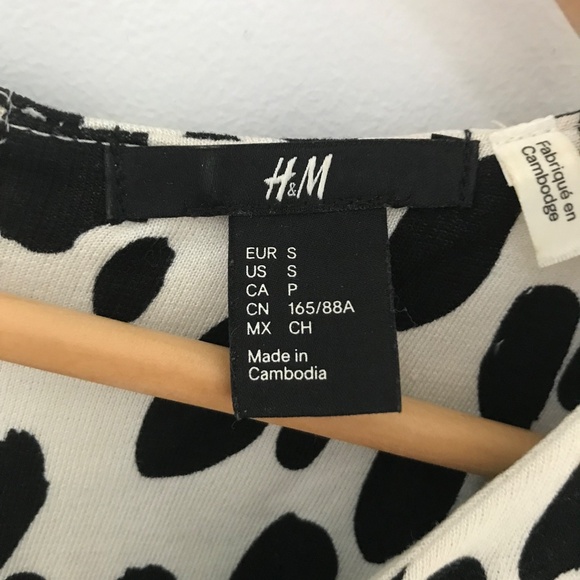 H&M
EUR S
US S
CA P
CN 165/88A
MX CH
Made in
Cambodia
Fabriqué en
Cambodge